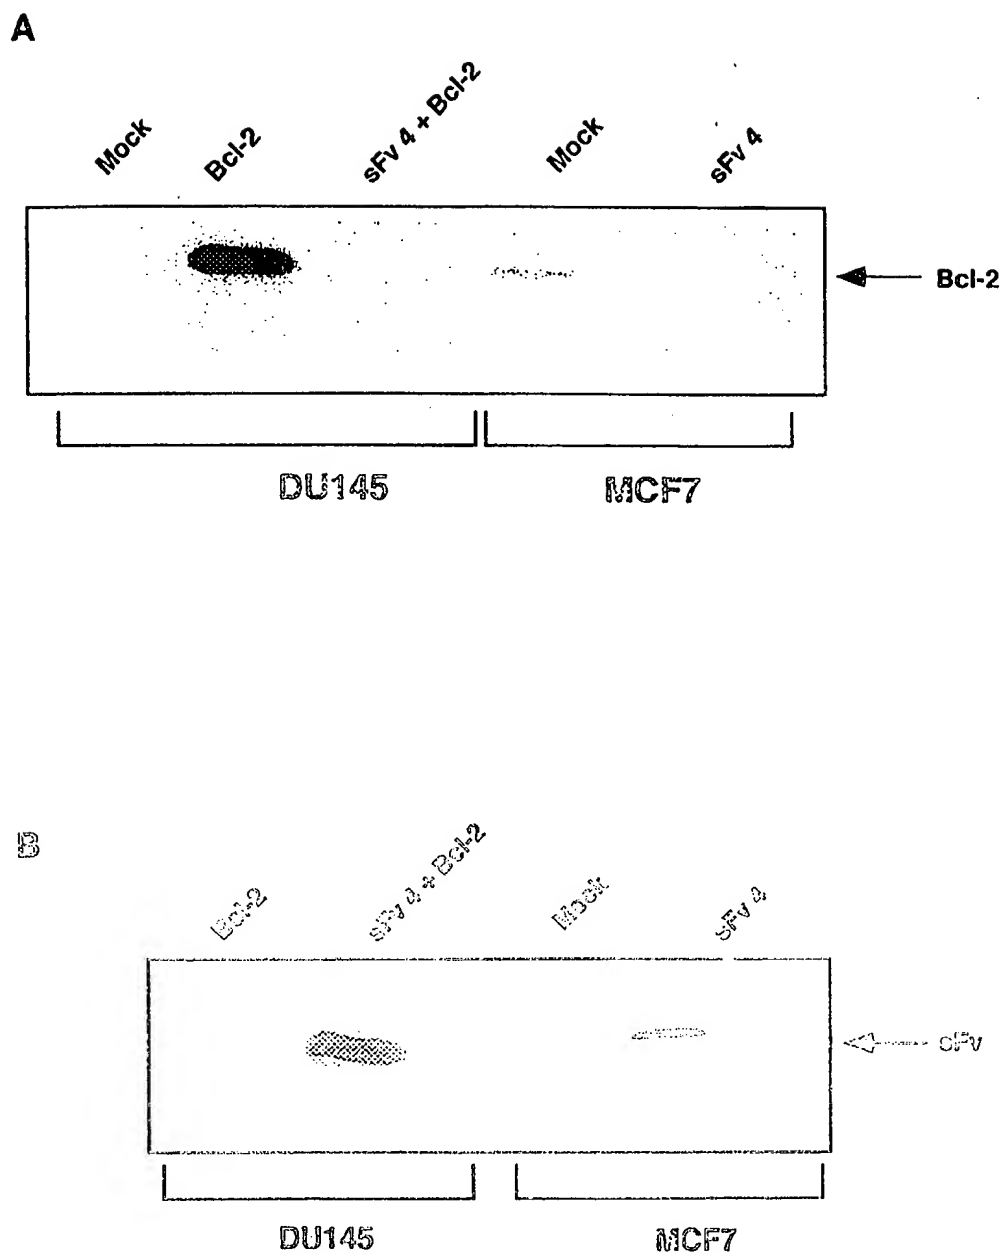 A
Mock Bcl-2 sFv 4 + Bcl-2 Mock sFv 4
Bcl-2
DU145 MCF7
B
Bcl-2 sFv 4 + Bcl-2 Mock sFv 4
sFv
DU145 MCF7